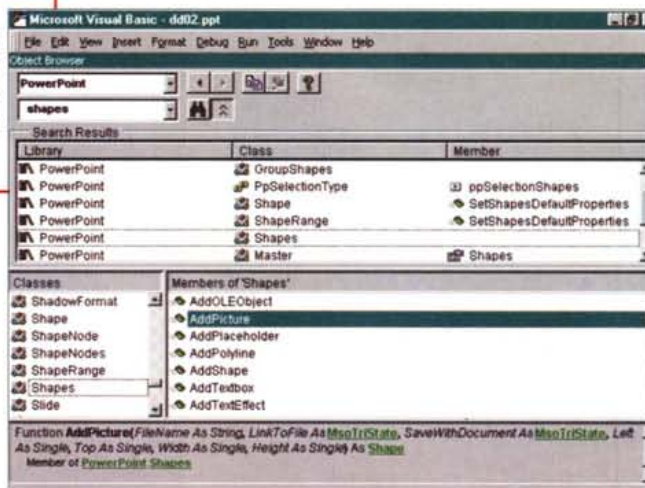 Microsoft Visual Basic - dd02.ppt
File Edit View Insert Format Debug Run Tools Window Help
Object Browser
PowerPoint
shapes
Search Results
Library Class Member
PowerPoint GroupShapes
PowerPoint PpSelectionType ppSelectionShapes
PowerPoint Shape SetShapesDefaultProperties
PowerPoint ShapeRange SetShapesDefaultProperties
PowerPoint Shapes
PowerPoint Master Shapes
Classes Members of 'Shapes'
ShadowFormat AddOLEObject
Shape AddPicture
ShapeNode AddPlaceholder
ShapeNodes AddPolyline
ShapeRange AddShape
Shapes AddTextbox
Slide AddTextEffect
Function AddPicture(FileName As String, LinkToFile As MsoTriState, SaveWithDocument As MsoTriState, Left
As Single, Top As Single, Width As Single, Height As Single) As Shape
Member of PowerPoint.Shapes